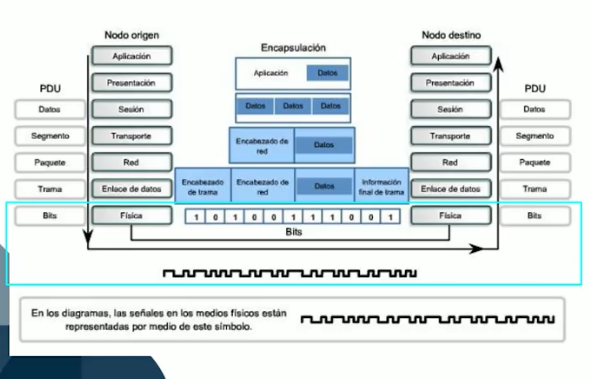 Nodo origen
Nodo destino
Encapsulación
Aplicación
Aplicación
Datos
Aplicación
PDU
Presentación
Presentación
PDU
Datos
Sesión
Datos
Datos
Datos
Sesión
Datos
Segmento
Transporte
Encabezado de
red
Datos
Transporte
Segmento
Paquete
Red
Red
Paquete
Trama
Enlace de datos
Encabezado
de trama
Encabezado de
red
Datos
Información
final de trama
Enlace de datos
Trama
Bits
Física
1 0 1 0 0 1 1 1 0 0 1
Física
Bits
Bits
En los diagramas, las señales en los medios físicos están
representadas por medio de este símbolo.